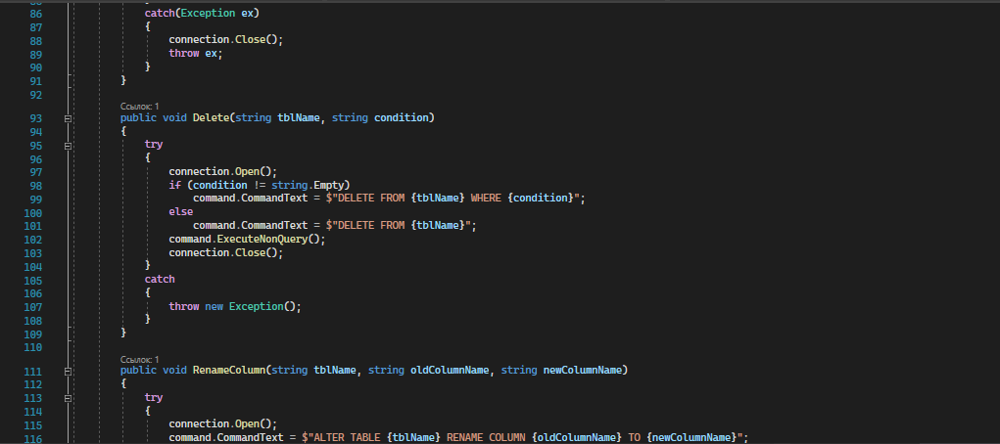 86 catch(Exception ex)
87 {
88 connection.Close();
89 throw ex;
90 }
91 }
92
Ссылок: 1
93 public void Delete(string tblName, string condition)
94 {
95 try
96 {
97 connection.Open();
98 if (condition != string.Empty)
99 command.CommandText = $"DELETE FROM {tblName} WHERE {condition}";
100 else
101 command.CommandText = $"DELETE FROM {tblName}";
102 command.ExecuteNonQuery();
103 connection.Close();
104 }
105 catch
106 {
107 throw new Exception();
108 }
109 }
110
Ссылок: 1
111 public void RenameColumn(string tblName, string oldColumnName, string newColumnName)
112 {
113 try
114 {
115 connection.Open();
116 command.CommandText = $"ALTER TABLE {tblName} RENAME COLUMN {oldColumnName} TO {newColumnName}";